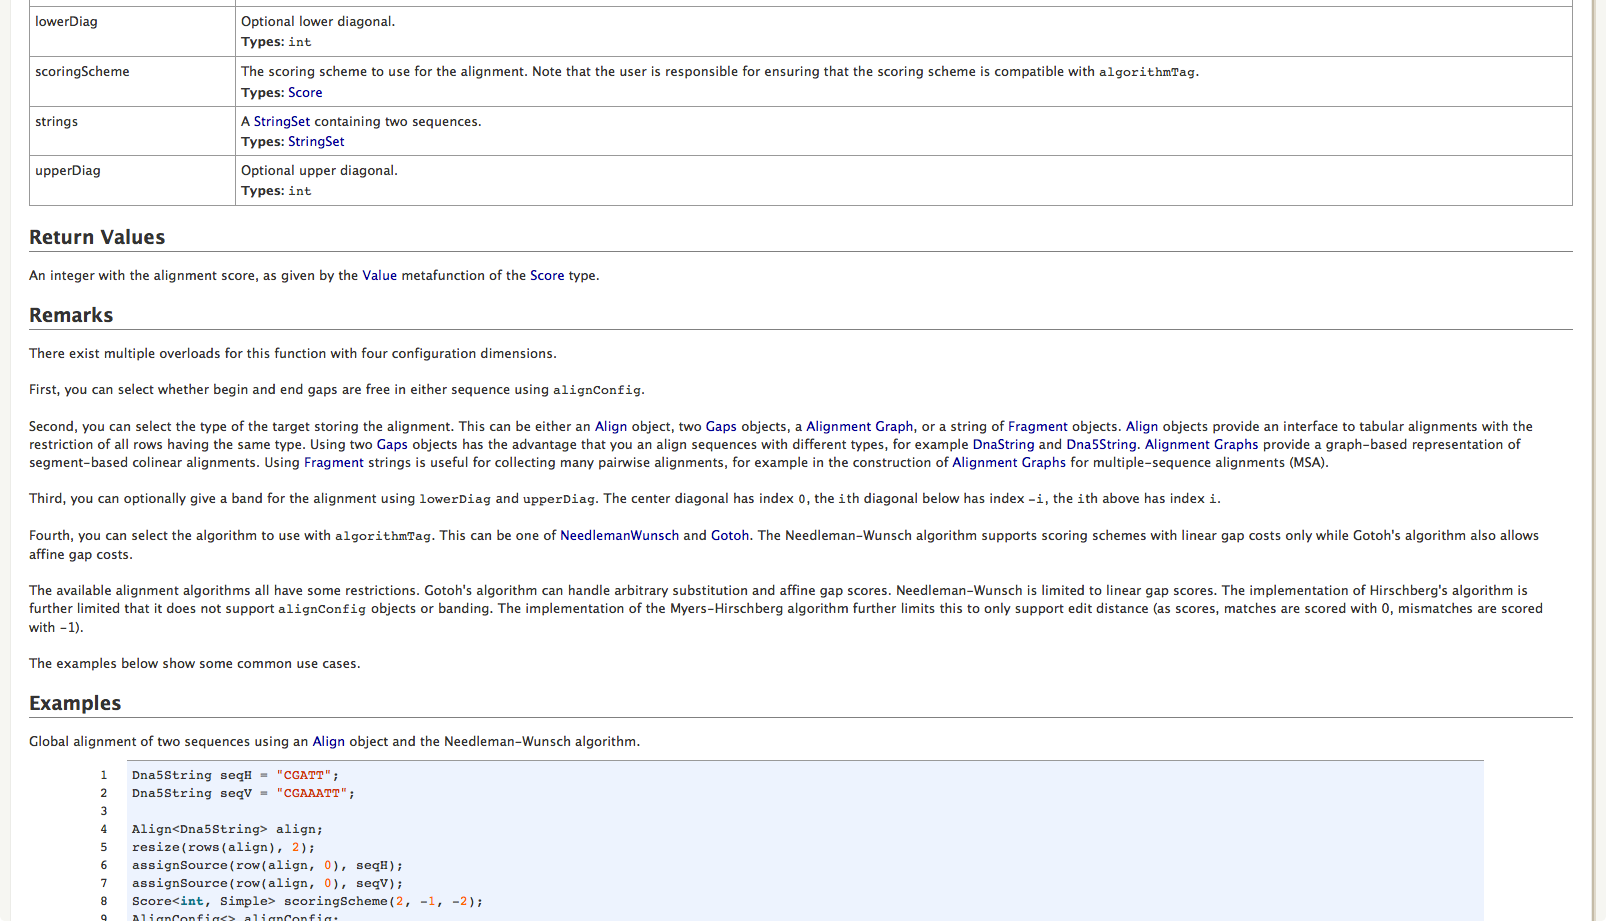 lowerDiag
Optional lower diagonal.
Types: int
scoringScheme
The scoring scheme to use for the alignment. Note that the user is responsible for ensuring that the scoring scheme is compatible with algorithmTag.
Types: Score
strings
A StringSet containing two sequences.
Types: StringSet
upperDiag
Optional upper diagonal.
Types: int
Return Values
An integer with the alignment score, as given by the Value metafunction of the Score type.
Remarks
There exist multiple overloads for this function with four configuration dimensions.
First, you can select whether begin and end gaps are free in either sequence using alignConfig.
Second, you can select the type of the target storing the alignment. This can be either an Align object, two Gaps objects, a Alignment Graph, or a string of Fragment objects. Align objects provide an interface to tabular alignments with the
restriction of all rows having the same type. Using two Gaps objects has the advantage that you an align sequences with different types, for example DnaString and Dna5String. Alignment Graphs provide a graph-based representation of
segment-based colinear alignments. Using Fragment strings is useful for collecting many pairwise alignments, for example in the construction of Alignment Graphs for multiple-sequence alignments (MSA).
Third, you can optionally give a band for the alignment using lowerDiag and upperDiag. The center diagonal has index 0, the ith diagonal below has index -i, the ith above has index i.
Fourth, you can select the algorithm to use with algorithmTag. This can be one of NeedlemanWunsch and Gotoh. The Needleman-Wunsch algorithm supports scoring schemes with linear gap costs only while Gotoh's algorithm also allows
affine gap costs.
The available alignment algorithms all have some restrictions. Gotoh's algorithm can handle arbitrary substitution and affine gap scores. Needleman-Wunsch is limited to linear gap scores. The implementation of Hirschberg's algorithm is
further limited that it does not support alignConfig objects or banding. The implementation of the Myers-Hirschberg algorithm further limits this to only support edit distance (as scores, matches are scored with 0, mismatches are scored
with -1).
The examples below show some common use cases.
Examples
Global alignment of two sequences using an Align object and the Needleman-Wunsch algorithm.
1 Dna5String seqH = "CGATT";
2 Dna5String seqV = "CGAAATT";
3
4 Align<Dna5String> align;
5 resize(rows(align), 2);
6 assignSource(row(align, 0), seqH);
7 assignSource(row(align, 0), seqV);
8 Score<int, Simple> scoringScheme(2, -1, -2);
9 AlignConfig<> alignConfig;